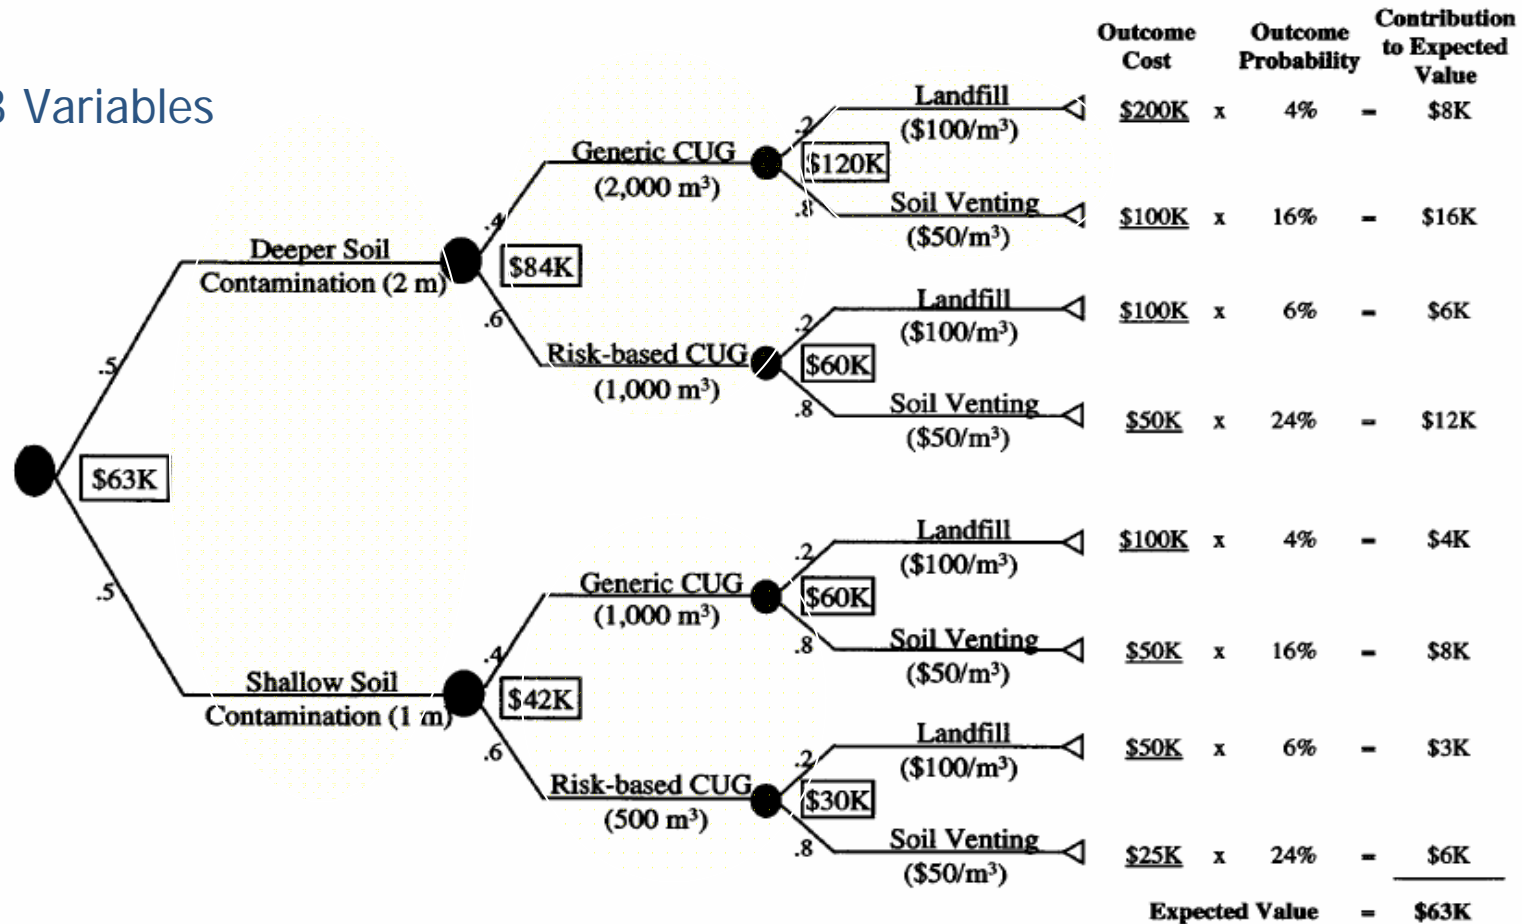 3 Variables
Outcome Cost
Outcome Probability
Contribution to Expected Value
Landfill
($100/m³)
$200K x 4% = $8K
.2
Generic CUG
(2,000 m³)
$120K
.8
Soil Venting
($50/m³)
$100K x 16% = $16K
.4
Deeper Soil
Contamination (2 m)
$84K
Landfill
($100/m³)
$100K x 6% = $6K
.6
.2
Risk-based CUG
(1,000 m³)
$60K
.8
Soil Venting
($50/m³)
$50K x 24% = $12K
.5
$63K
Landfill
($100/m³)
$100K x 4% = $4K
.2
.5
Generic CUG
(1,000 m³)
$60K
.8
Soil Venting
($50/m³)
$50K x 16% = $8K
.4
Shallow Soil
Contamination (1 m)
$42K
Landfill
($100/m³)
$50K x 6% = $3K
.6
.2
Risk-based CUG
(500 m³)
$30K
.8
Soil Venting
($50/m³)
$25K x 24% = $6K
Expected Value = $63K